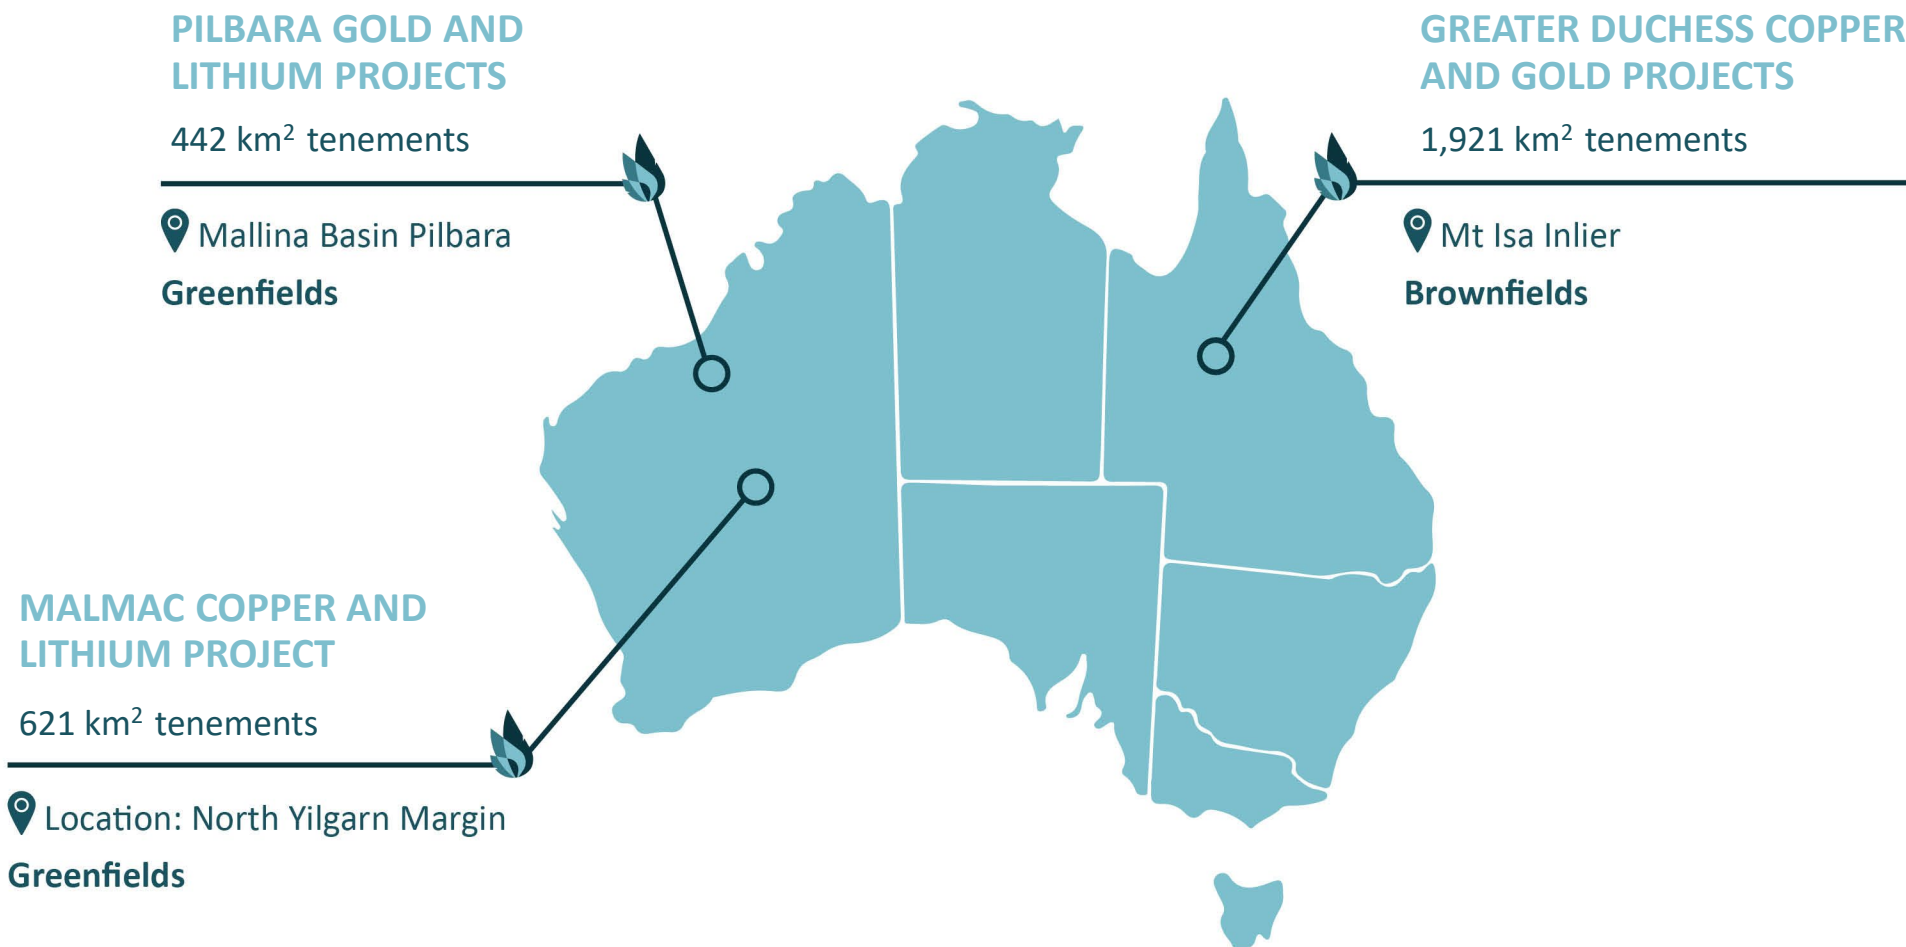 PILBARA GOLD AND
LITHIUM PROJECTS
442 km² tenements
Mallina Basin Pilbara
Greenfields
GREATER DUCHESS COPPER
AND GOLD PROJECTS
1,921 km² tenements
Mt Isa Inlier
Brownfields
MALMAC COPPER AND
LITHIUM PROJECT
621 km² tenements
Location: North Yilgarn Margin
Greenfields